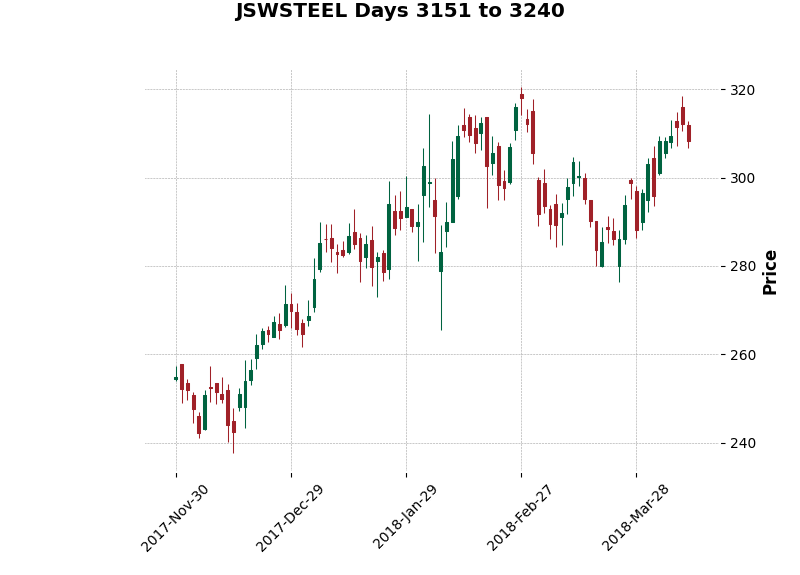 JSWSTEEL Days 3151 to 3240
320
300
280
260
240
Price
2017-Nov-30
2017-Dec-29
2018-Jan-29
2018-Feb-27
2018-Mar-28